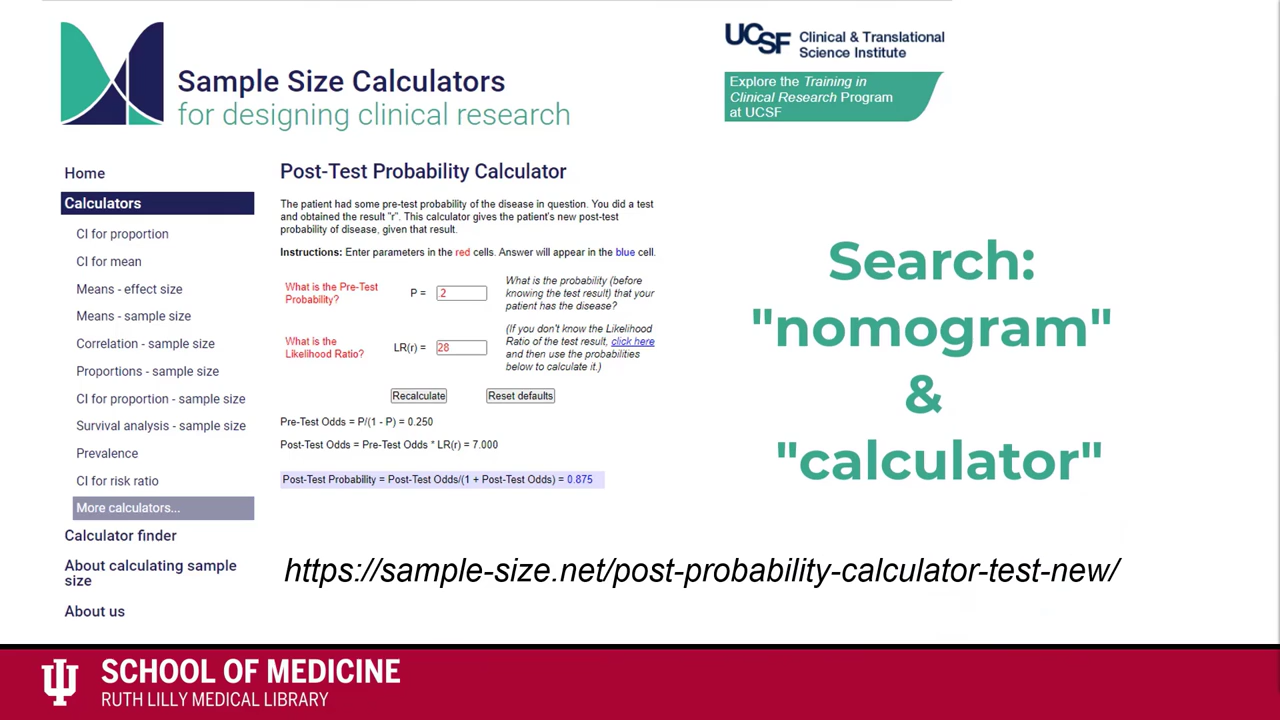 Sample Size Calculators
for designing clinical research
UCSF Clinical & Translational
Science Institute
Explore the Training in
Clinical Research Program
at UCSF
Home
Calculators
CI for proportion
CI for mean
Means - effect size
Means - sample size
Correlation - sample size
Proportions - sample size
CI for proportion - sample size
Survival analysis - sample size
Prevalence
CI for risk ratio
More calculators...
Calculator finder
About calculating sample
size
About us
Post-Test Probability Calculator
The patient had some pre-test probability of the disease in question. You did a test
and obtained the result "r". This calculator gives the patient's new post-test
probability of disease, given that result.
Instructions: Enter parameters in the red cells. Answer will appear in the blue cell.
What is the Pre-Test
Probability?
P = 2
What is the probability (before
knowing the test result) that your
patient has the disease?
What is the
Likelihood Ratio?
LR(r) = 28
(If you don't know the Likelihood
Ratio of the test result, click here
and then use the probabilities
below to calculate it.)
Recalculate Reset defaults
Pre-Test Odds = P/(1 - P) = 0.250
Post-Test Odds = Pre-Test Odds * LR(r) = 7.000
Post-Test Probability = Post-Test Odds/(1 + Post-Test Odds) = 0.875
Search:
"nomogram"
&
"calculator"
https://sample-size.net/post-probability-calculator-test-new/
SCHOOL OF MEDICINE
RUTH LILLY MEDICAL LIBRARY